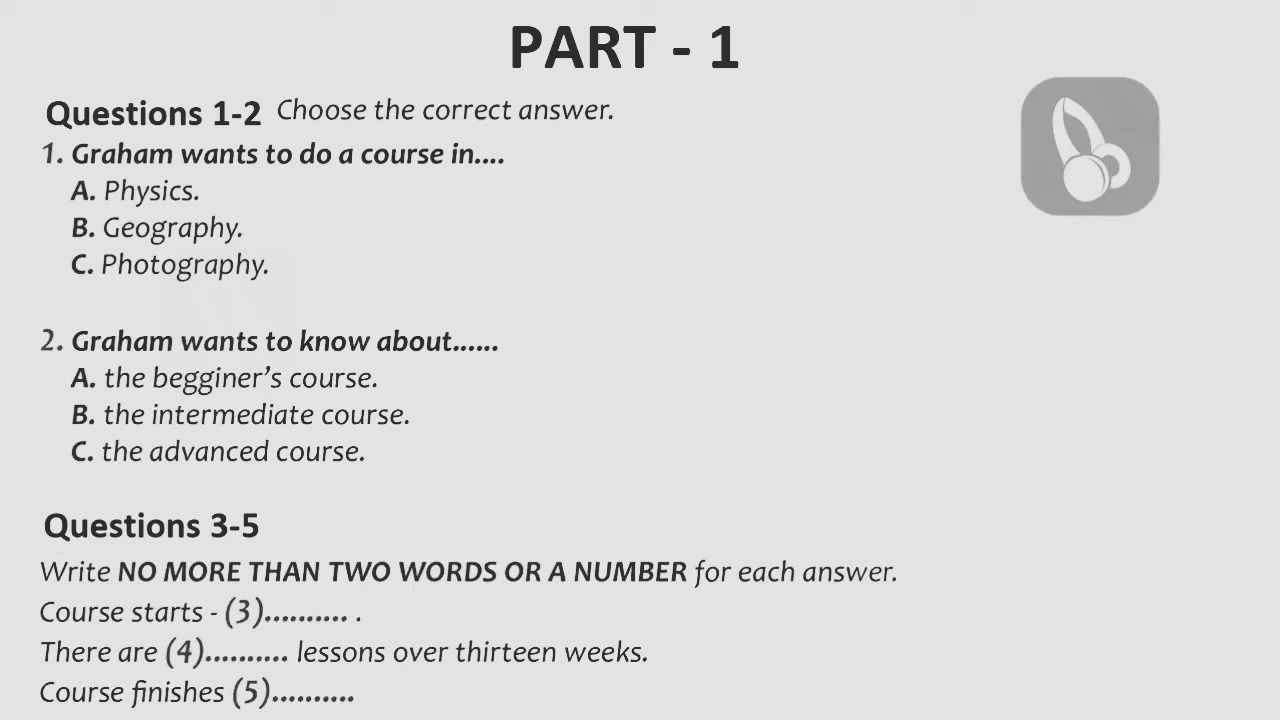 PART - 1
Questions 1-2 Choose the correct answer.
1. Graham wants to do a course in....
A. Physics.
B. Geography.
C. Photography.
2. Graham wants to know about......
A. the begginer's course.
B. the intermediate course.
C. the advanced course.
Questions 3-5
Write NO MORE THAN TWO WORDS OR A NUMBER for each answer.
Course starts - (3).......... .
There are (4).......... lessons over thirteen weeks.
Course finishes (5)..........